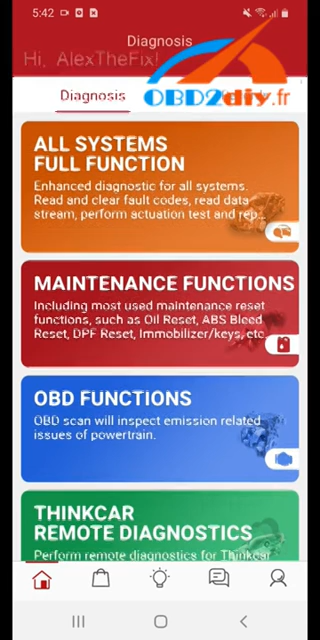 5:42
Diagnosis
Hi, AlexTheFix!
Diagnosis
OBD2diy.fr
ALL SYSTEMS
FULL FUNCTION
Enhanced diagnostic for all systems.
Read and clear fault codes, read data
stream, perform actuation test and rep...
MAINTENANCE FUNCTIONS
Including most used maintenance reset
functions, such as Oil Reset, ABS Bleed
Reset, DPF Reset, Immobilizer/keys, etc
OBD FUNCTIONS
OBD scan will inspect emission related
issues of powertrain.
THINKCAR
REMOTE DIAGNOSTICS
Perform remote diagnostics for Thinkcar